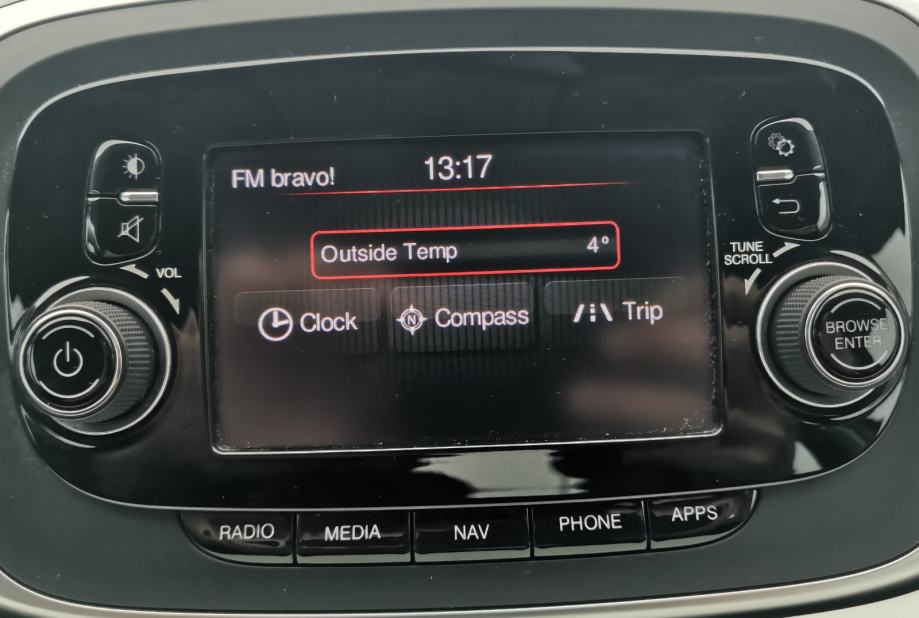 FM bravo!
13:17
Outside Temp 4°
Clock
N Compass
Trip
VOL
TUNE
SCROLL
BROWSE
ENTER
RADIO
MEDIA
NAV
PHONE
APPS